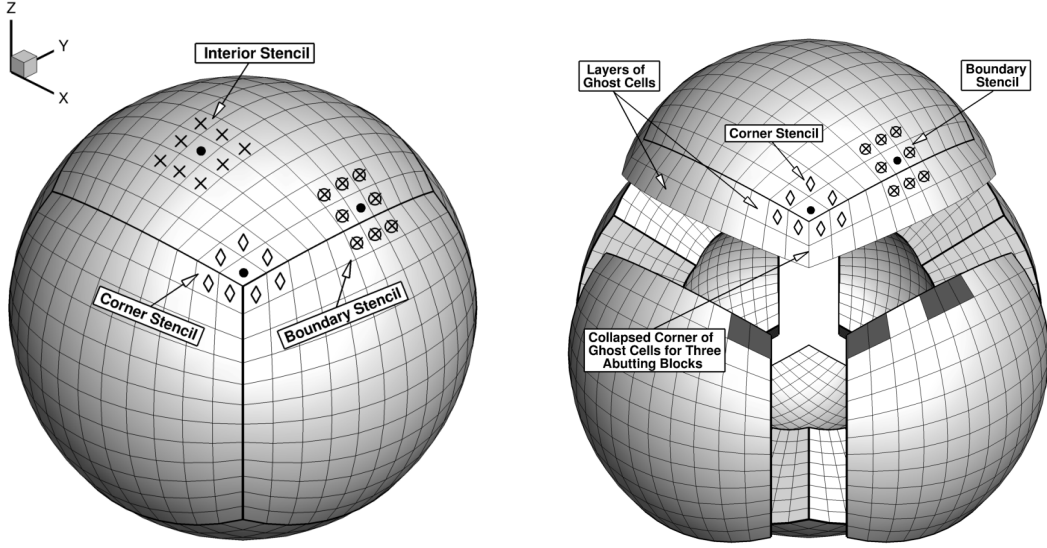 Z
Y
X
Interior Stencil
Corner Stencil
Boundary Stencil
Layers of
Ghost Cells
Corner Stencil
Boundary
Stencil
Collapsed Corner of
Ghost Cells for Three
Abutting Blocks